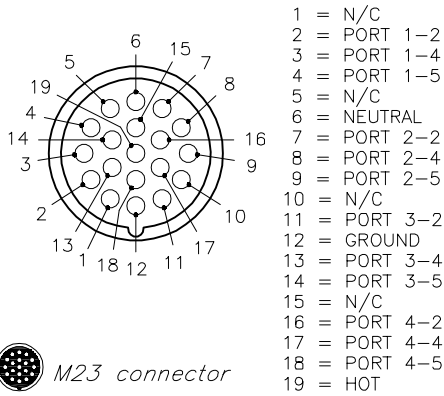 6
15
5
7
19
8
4
14
16
3
9
2
10
13
1
18
12
11
17
M23 connector
1 = N/C
2 = PORT 1-2
3 = PORT 1-4
4 = PORT 1-5
5 = N/C
6 = NEUTRAL
7 = PORT 2-2
8 = PORT 2-4
9 = PORT 2-5
10 = N/C
11 = PORT 3-2
12 = GROUND
13 = PORT 3-4
14 = PORT 3-5
15 = N/C
16 = PORT 4-2
17 = PORT 4-4
18 = PORT 4-5
19 = HOT